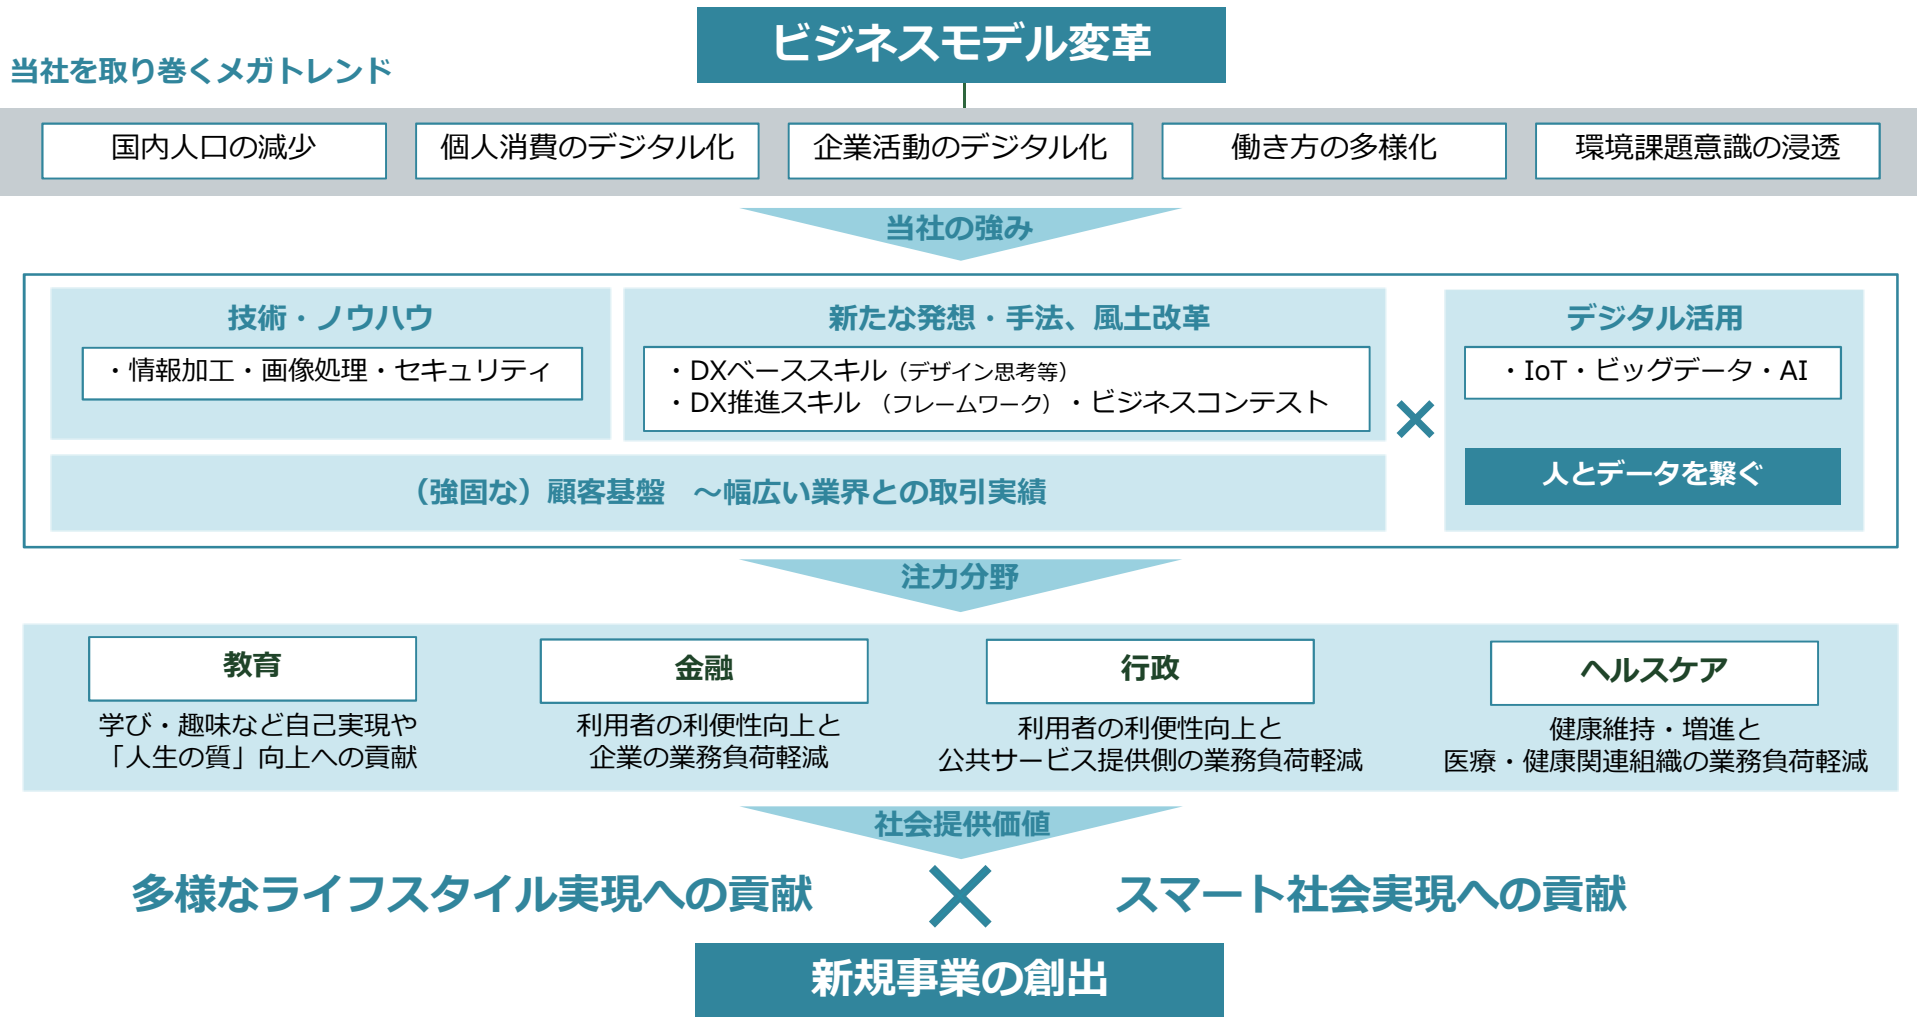 ビジネスモデル変革
当社を取り巻くメガトレンド
国内人口の減少
個人消費のデジタル化
企業活動のデジタル化
働き方の多様化
環境課題意識の浸透
当社の強み
技術・ノウハウ
・情報加工・画像処理・セキュリティ
新たな発想・手法、風土改革
・DXベーススキル（デザイン思考等）
・DX推進スキル （フレームワーク）・ビジネスコンテスト
（強固な）顧客基盤　～幅広い業界との取引実績
×
デジタル活用
・IoT・ビッグデータ・AI
人とデータを繋ぐ
注力分野
教育
学び・趣味など自己実現や
「人生の質」向上への貢献
金融
利用者の利便性向上と
企業の業務負荷軽減
行政
利用者の利便性向上と
公共サービス提供側の業務負荷軽減
ヘルスケア
健康維持・増進と
医療・健康関連組織の業務負荷軽減
社会提供価値
多様なライフスタイル実現への貢献 × スマート社会実現への貢献
新規事業の創出